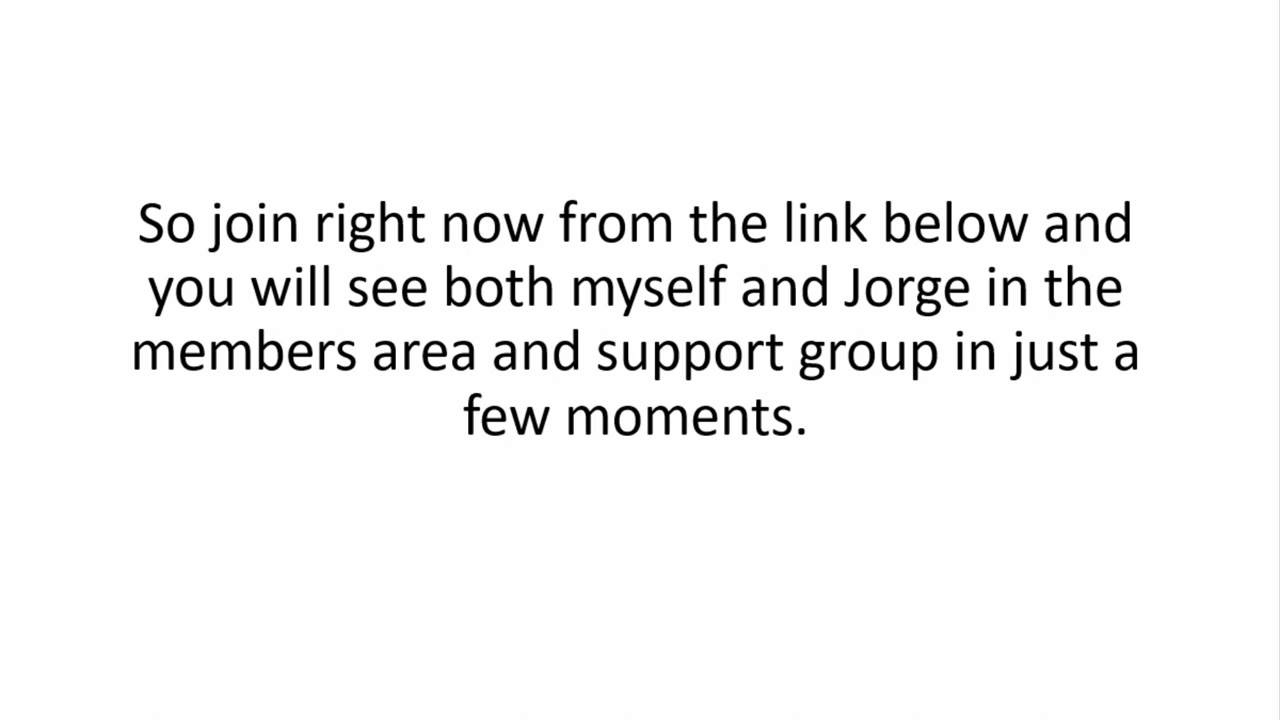 So join right now from the link below and
you will see both myself and Jorge in the
members area and support group in just a
few moments.